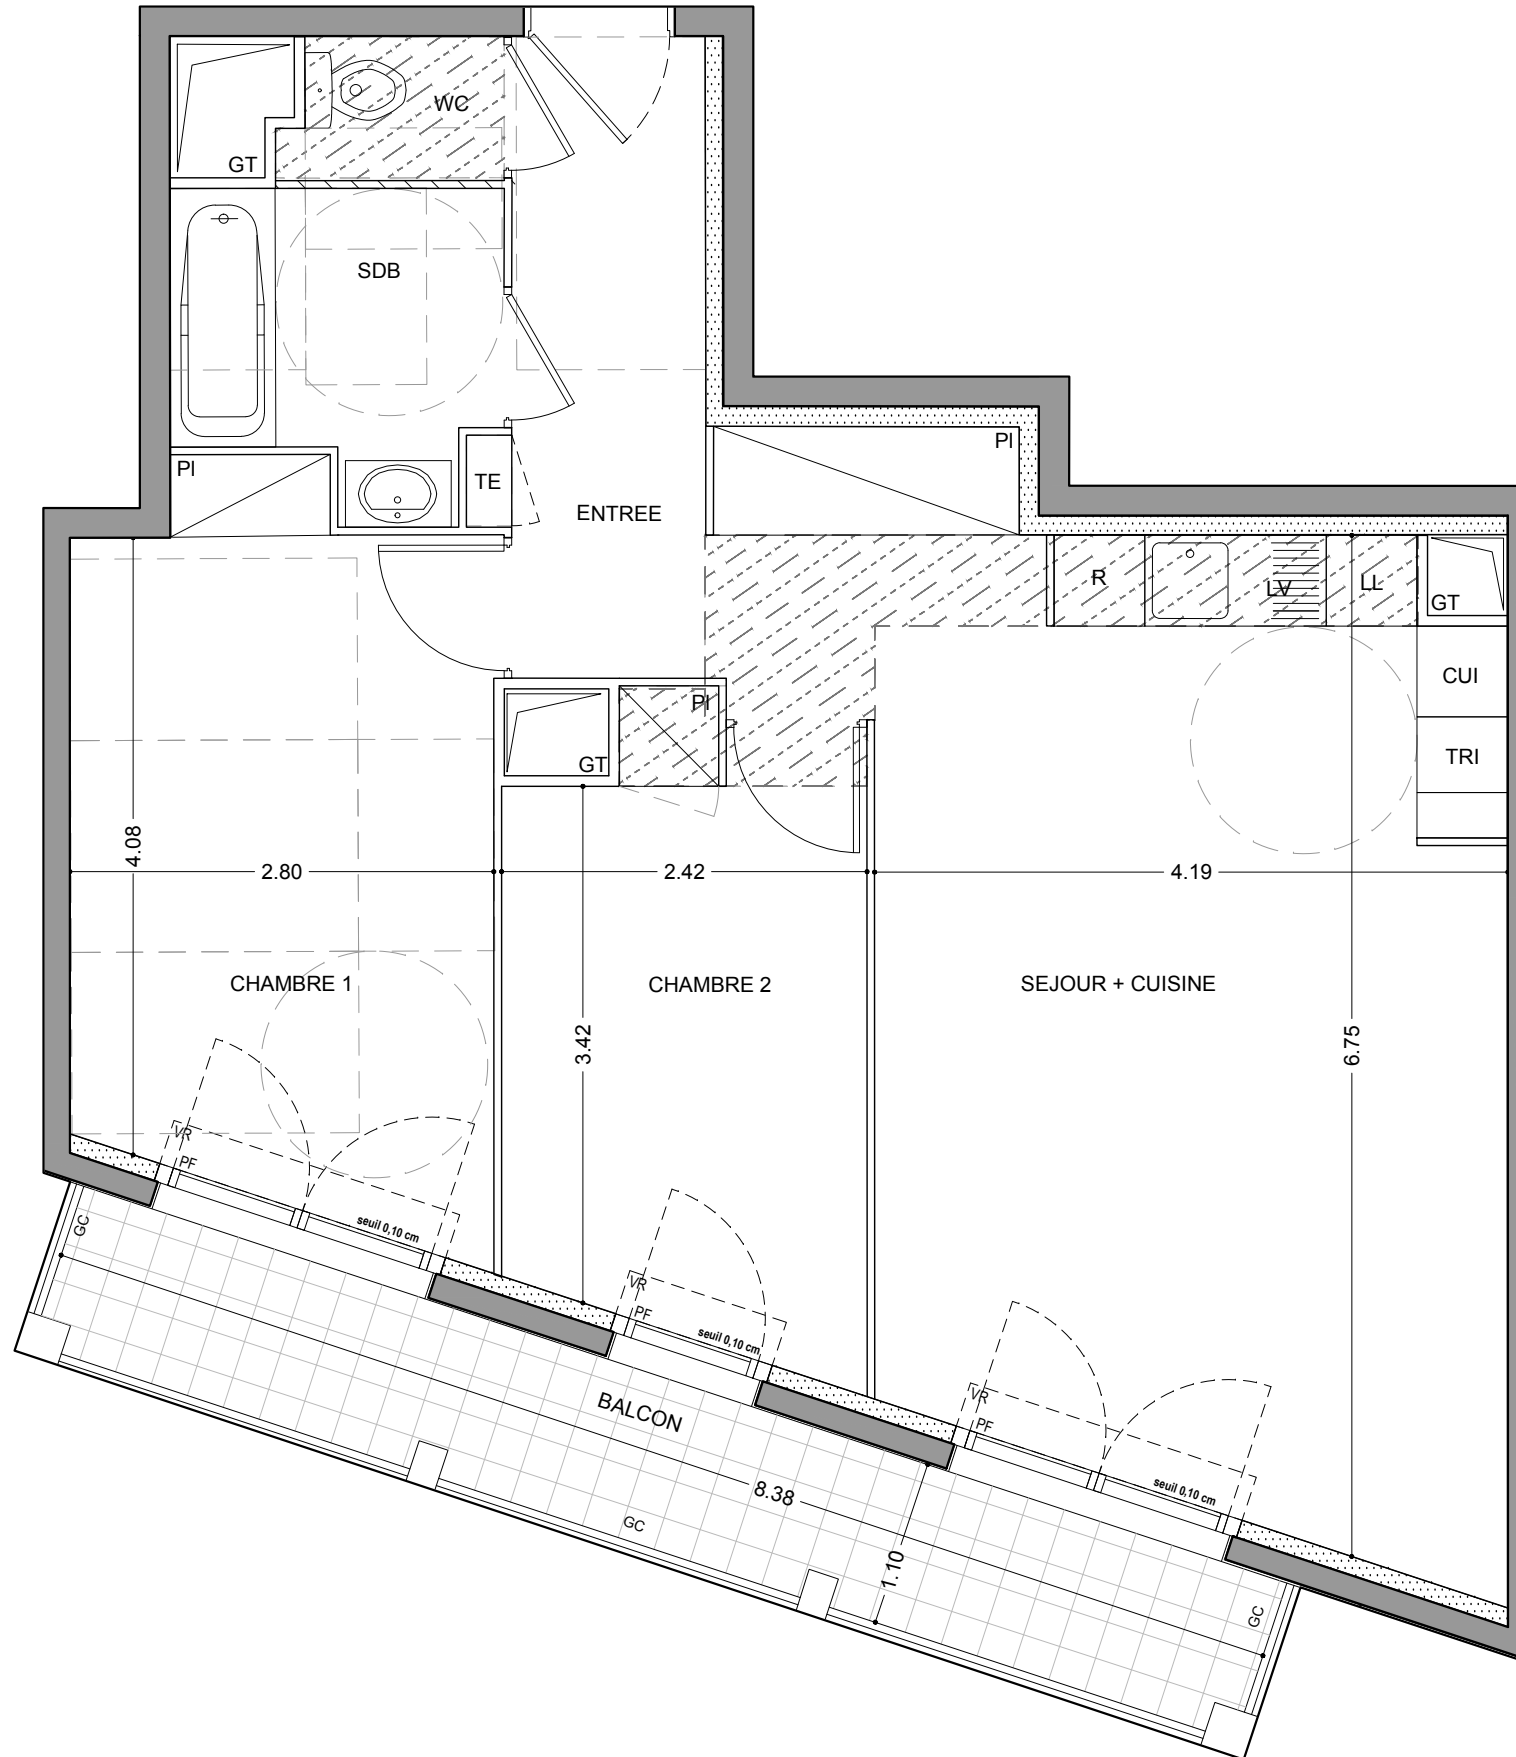 WC
GT
SDB
PI
PI
TE
ENTREE
R
LV
LL
GT
CUI
PI
GT
TRI
4.08
2.80
2.42
4.19
CHAMBRE 1
CHAMBRE 2
SEJOUR + CUISINE
3.42
6.75
VR
PF
seuil 0,10 cm
GC
VR
PF
seuil 0,10 cm
VR
PF
seuil 0,10 cm
BALCON
8.38
GC
1.10
GC